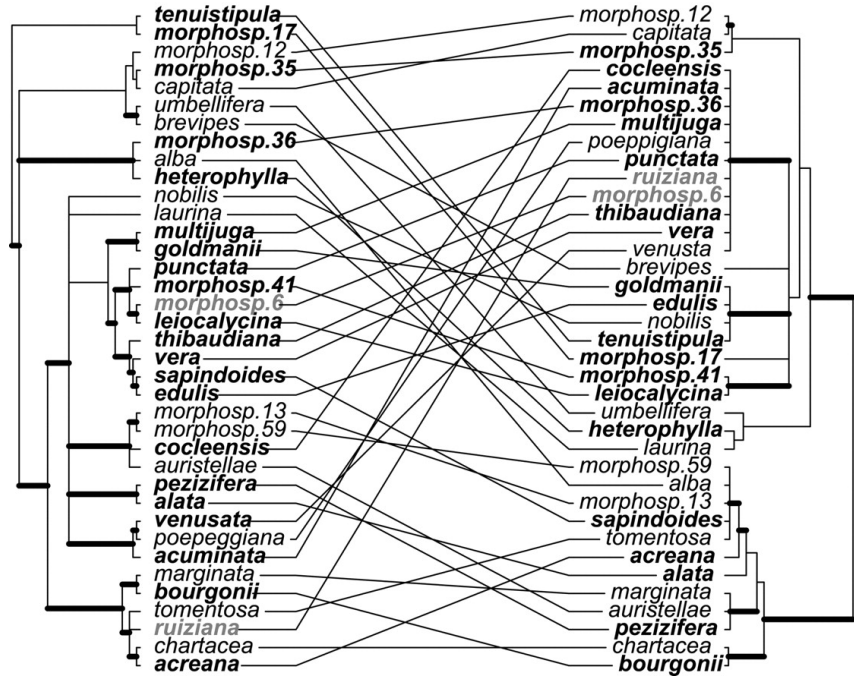 tenuistipula
morphosp.17
morphosp.12
morphosp.35
capitata
umbellifera
brevipes
morphosp.36
alba
heterophylla
nobilis
laurina
multijuga
goldmanii
punctata
morphosp.41
morphosp.6
leiocalycina
thibaudiana
vera
sapindoides
edulis
morphosp.13
morphosp.59
cocleensis
auristellae
pezizifera
alata
venusata
poepeggiana
acuminata
marginata
bourgonii
tomentosa
ruiziana
chartacea
acreana
morphosp.12
capitata
morphosp.35
cocleensis
acuminata
morphosp.36
multijuga
poeppigiana
punctata
ruiziana
morphosp.6
thibaudiana
vera
venusta
brevipes
goldmanii
edulis
nobilis
tenuistipula
morphosp.17
morphosp.41
leiocalycina
umbellifera
heterophylla
laurina
morphosp.59
alba
morphosp.13
sapindoides
tomentosa
acreana
alata
marginata
auristellae
pezizifera
chartacea
bourgonii